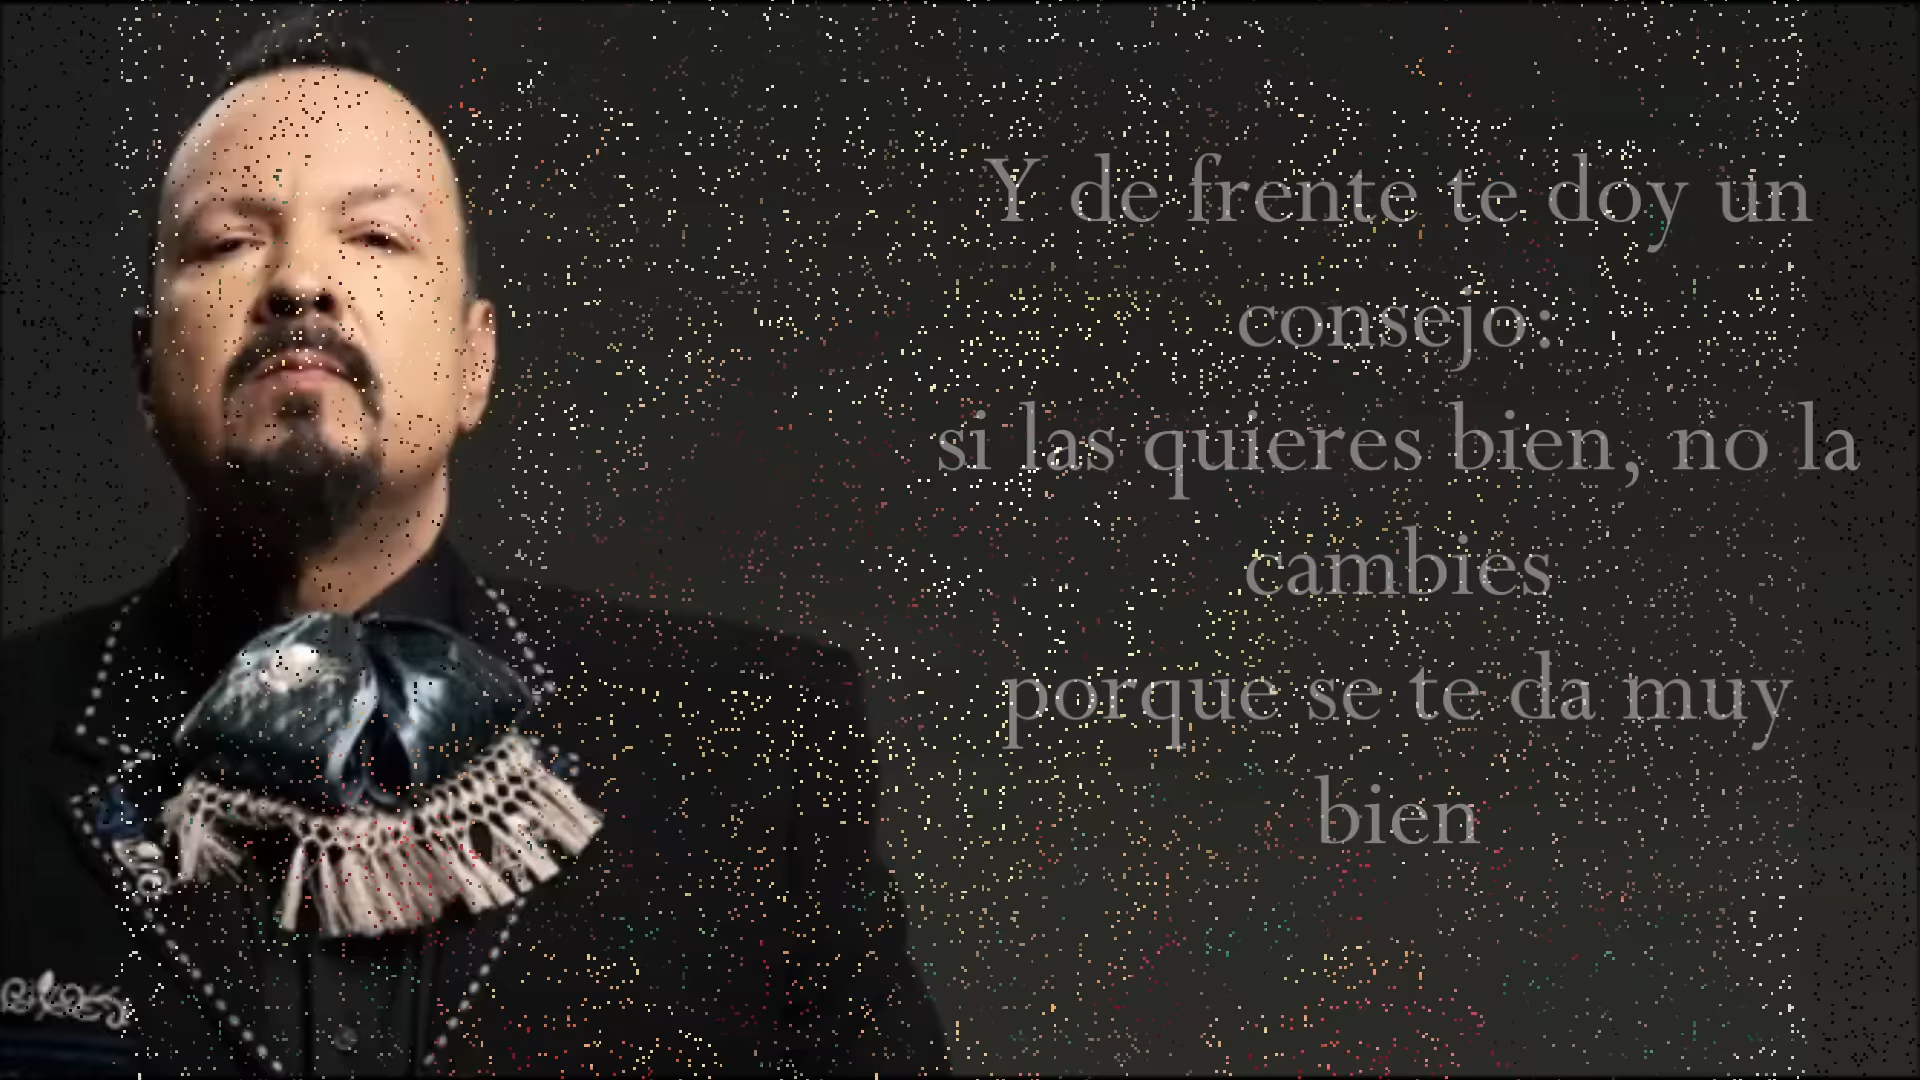 Y de frente te doy un
consejo:
si las quieres bien, no la
cambies
porque se te da muy
bien